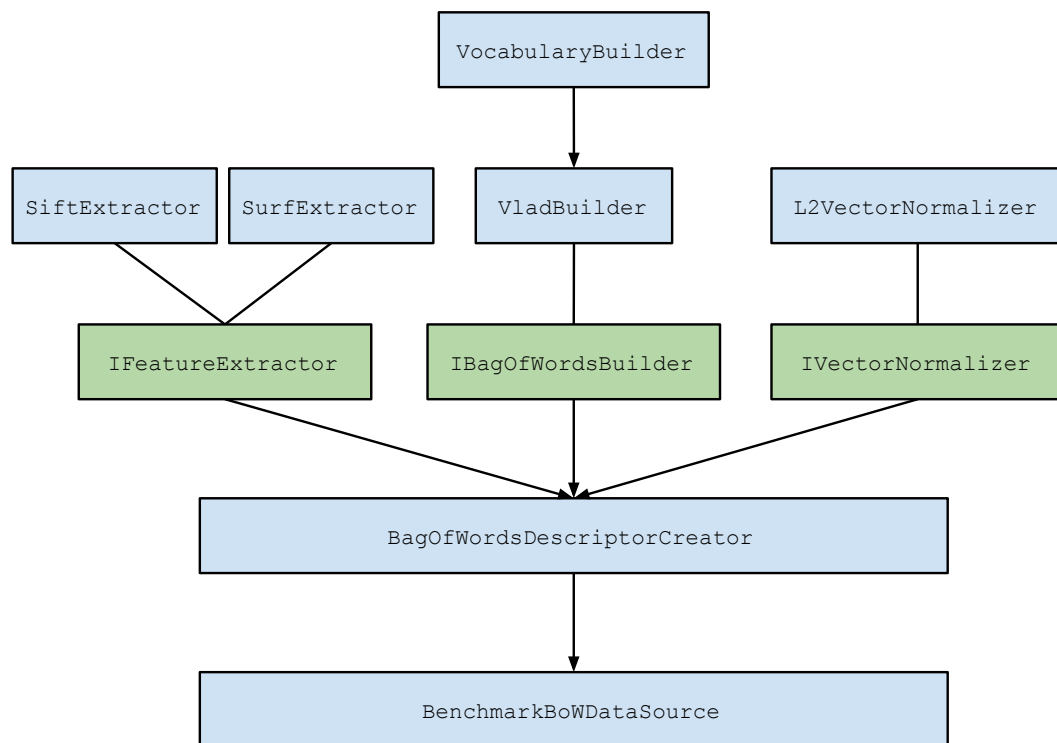 VocabularyBuilder
SiftExtractor
SurfExtractor
VladBuilder
L2VectorNormalizer
IFeatureExtractor
IBagOfWordsBuilder
IVectorNormalizer
BagOfWordsDescriptorCreator
BenchmarkBoWDataSource